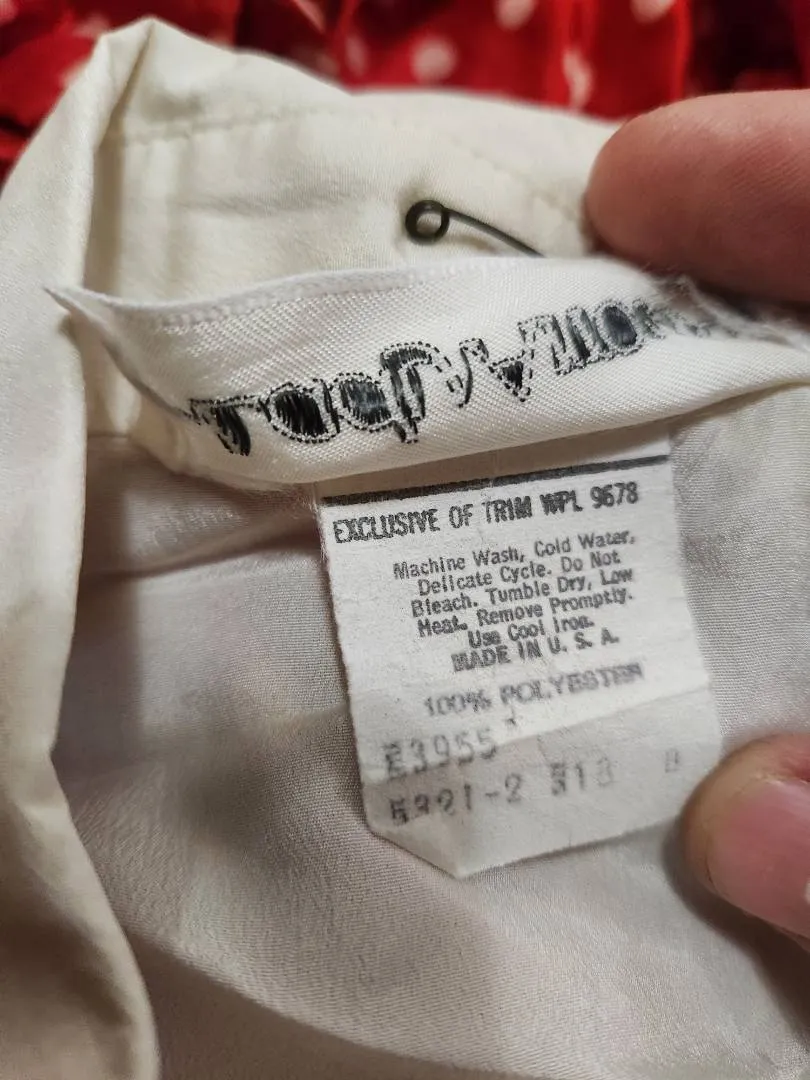 EXCLUSIVE OF TRIM WPL 9678
Machine Wash, Cold Water,
Delicate Cycle. Do Not
Bleach. Tumble Dry, Low
Heat. Remove Promptly.
Use Cool Iron.
MADE IN U. S. A.
100% POLYESTER
E3955